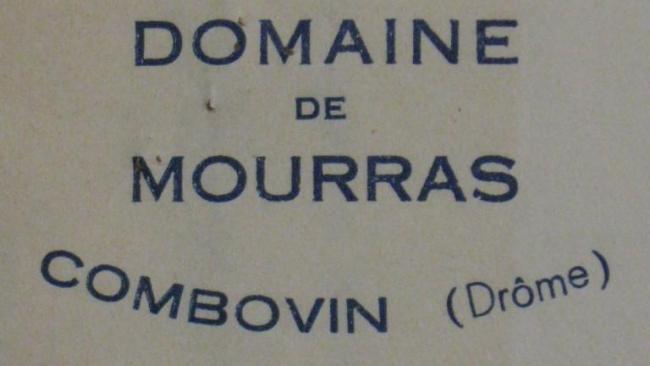 DOMAINE
DE
MOURRAS
COMBOVIN (Drôme)